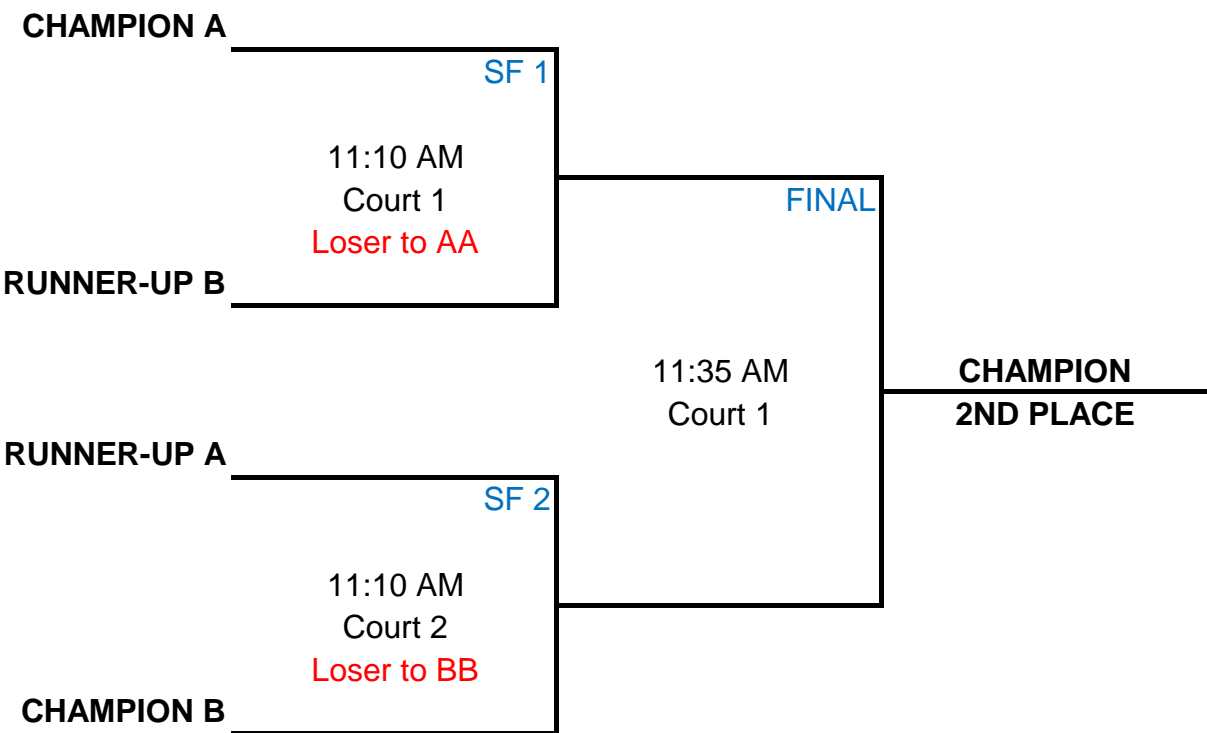 CHAMPION A
SF 1
11:10 AM
Court 1
Loser to AA
RUNNER-UP B
FINAL
11:35 AM
Court 1
CHAMPION
2ND PLACE
RUNNER-UP A
SF 2
11:10 AM
Court 2
Loser to BB
CHAMPION B